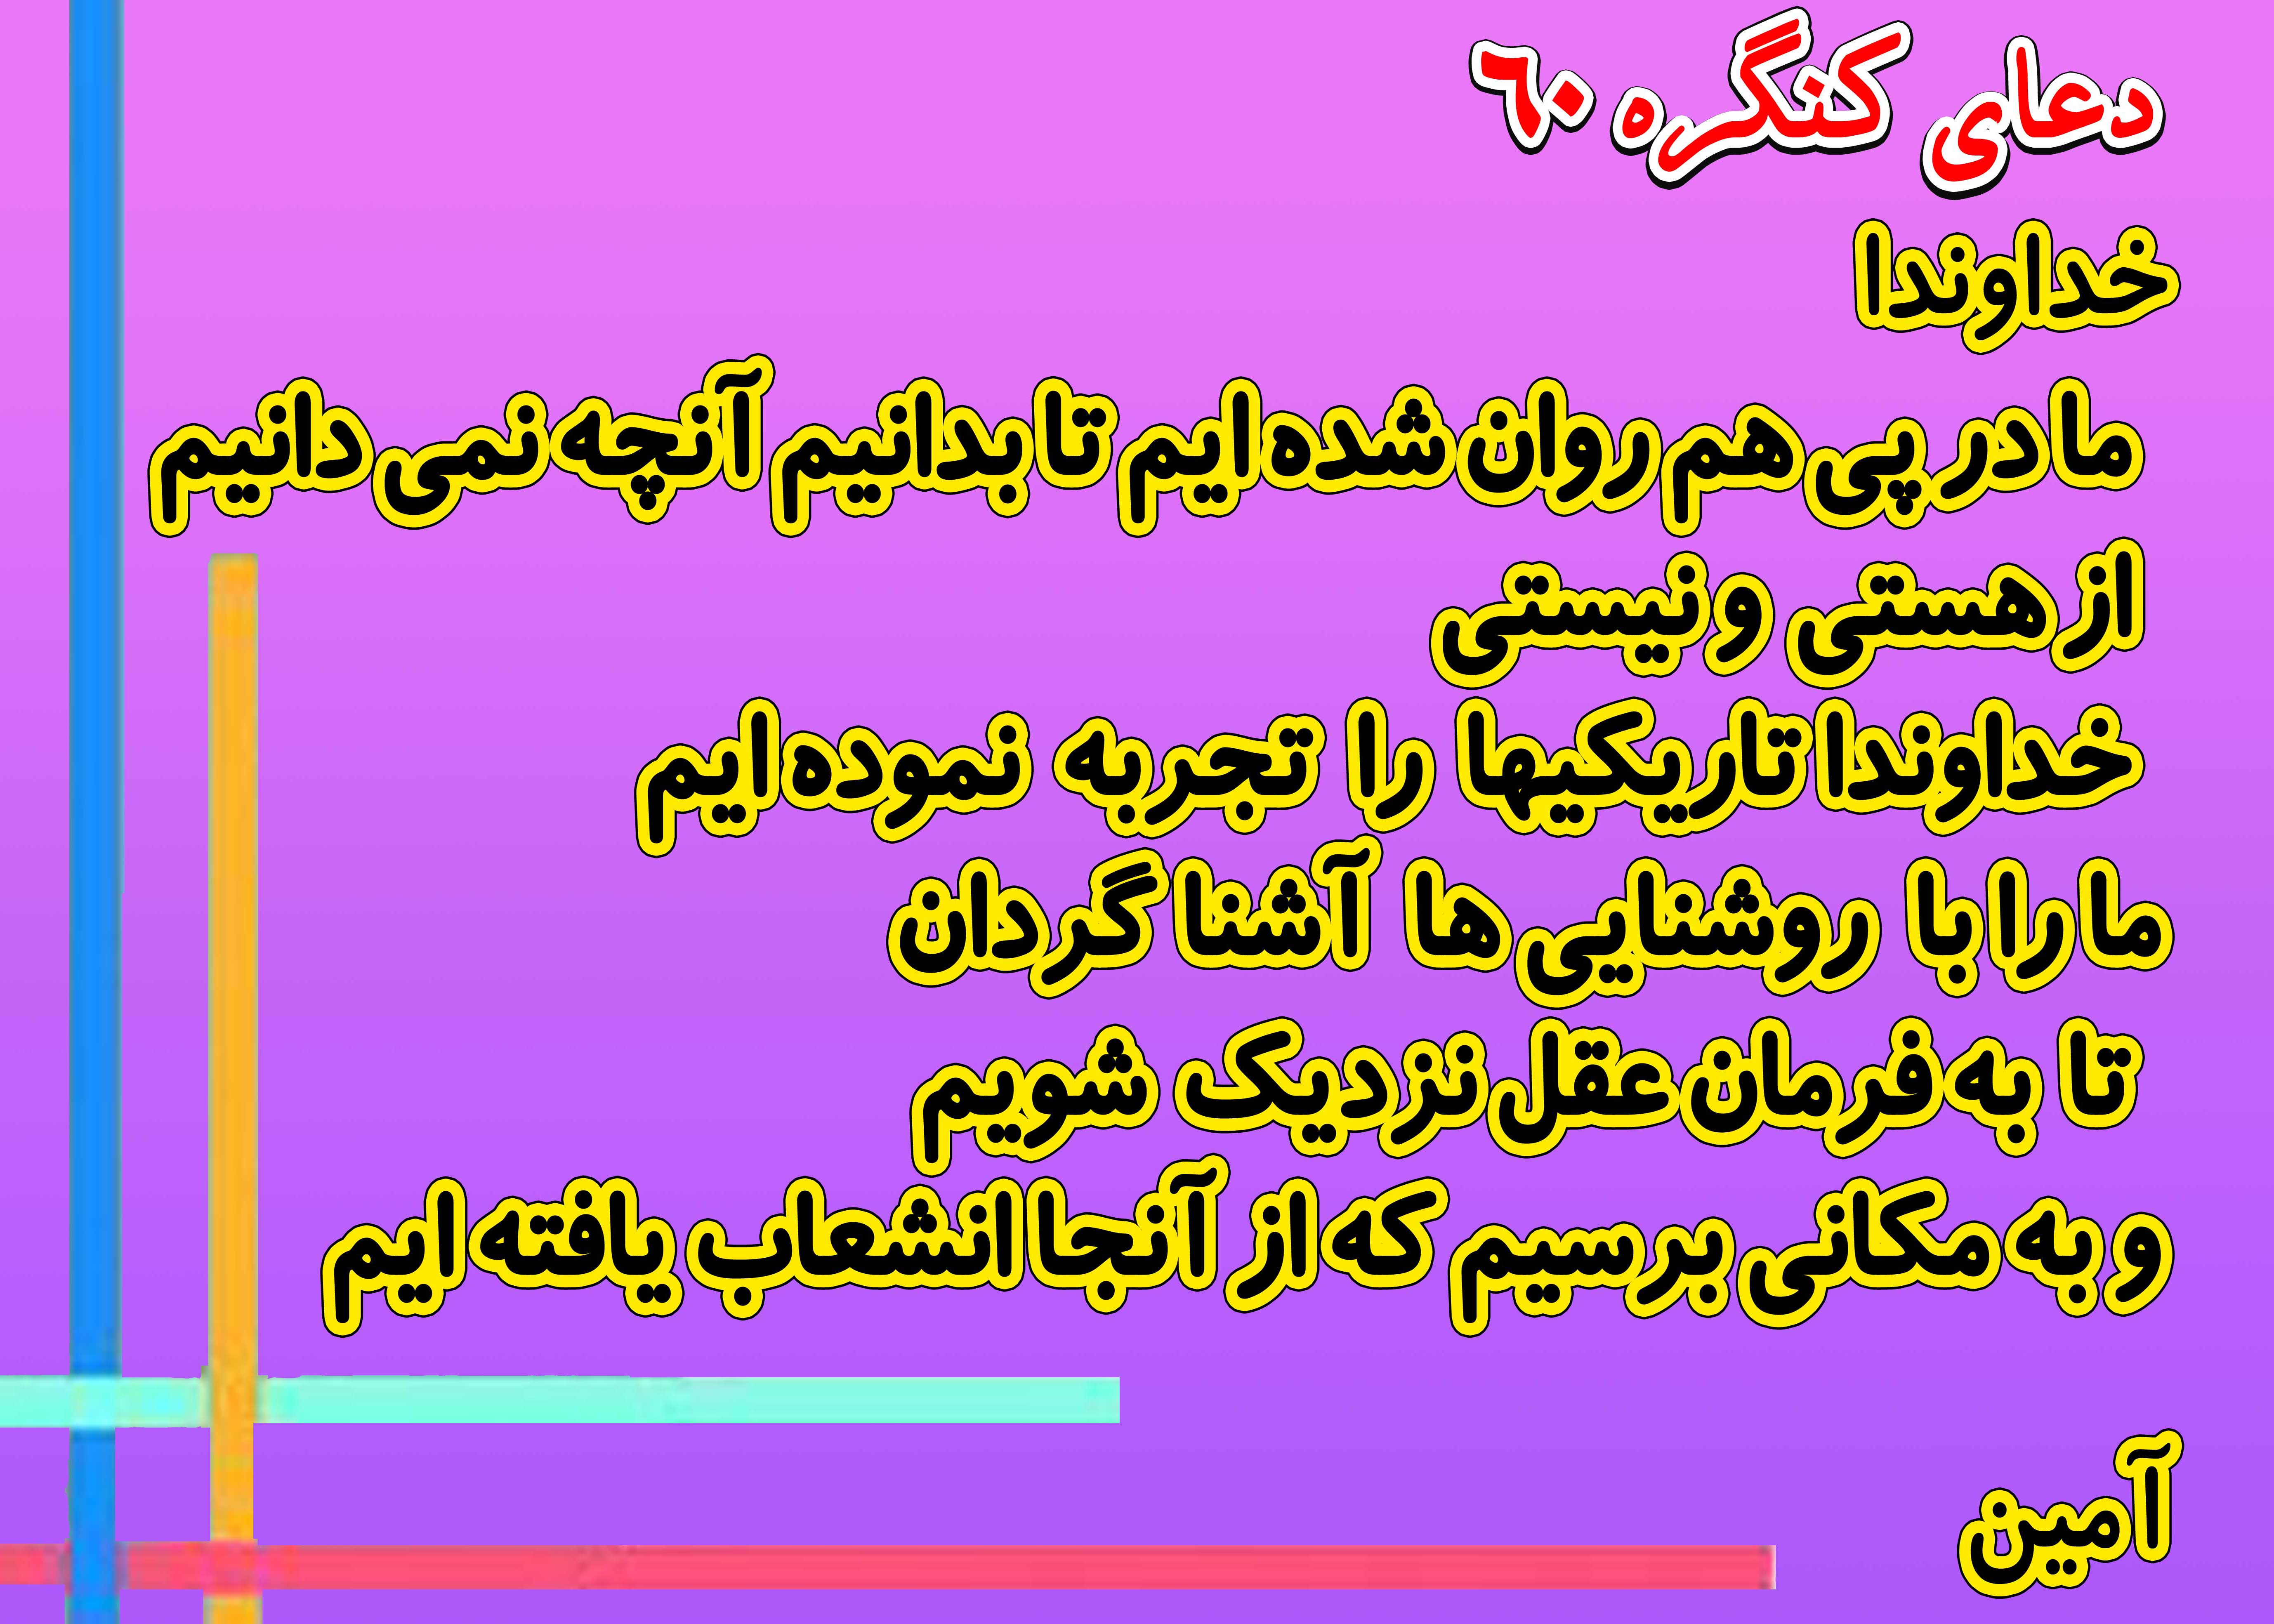 دعای کنگره ۶۰
خداوندا
ما در پی هم روان شده ایم تا بدانیم آنچه نمی دانیم
از هستی و نیستی
خداوندا تاریکیها را تجربه نموده ایم
ما را با روشنایی ها آشنا گردان
تا به فرمان عقل نزدیک شویم
و به مکانی برسیم که از آنجا انشعاب یافته ایم
آمین